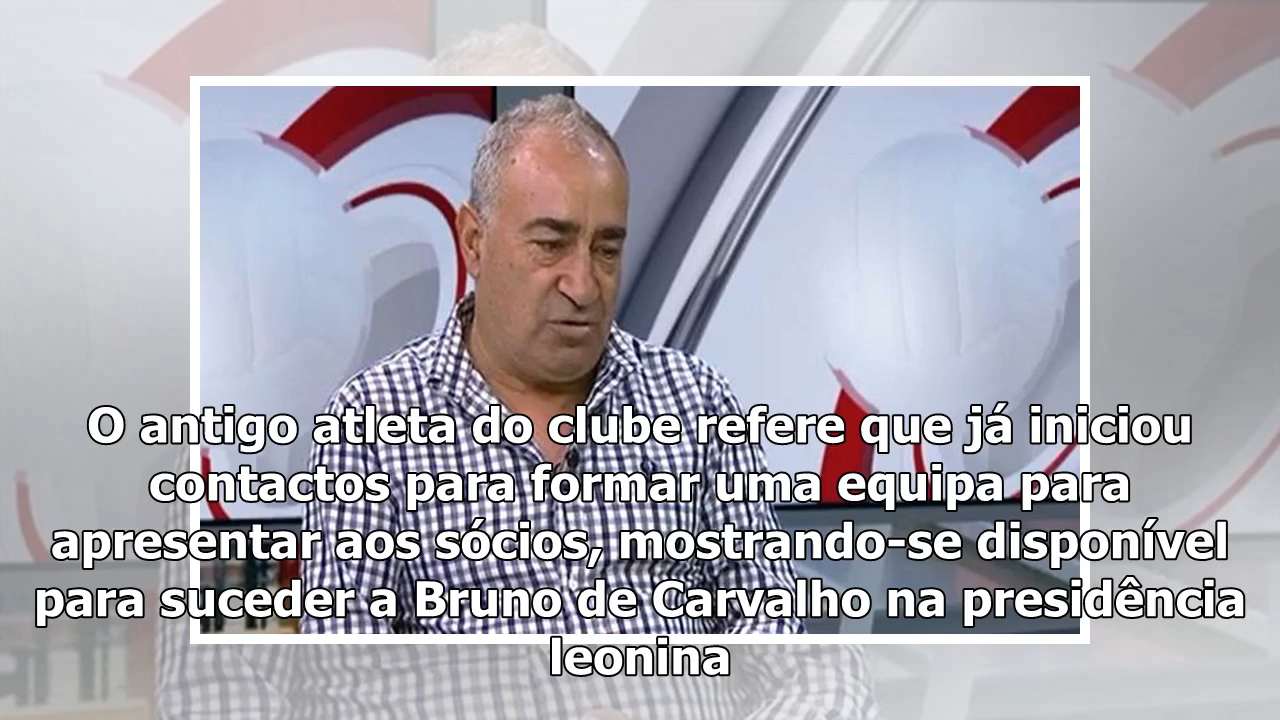 O antigo atleta do clube refere que já iniciou
contactos para formar uma equipa para
apresentar aos sócios, mostrando-se disponível
para suceder a Bruno de Carvalho na presidência
leonina